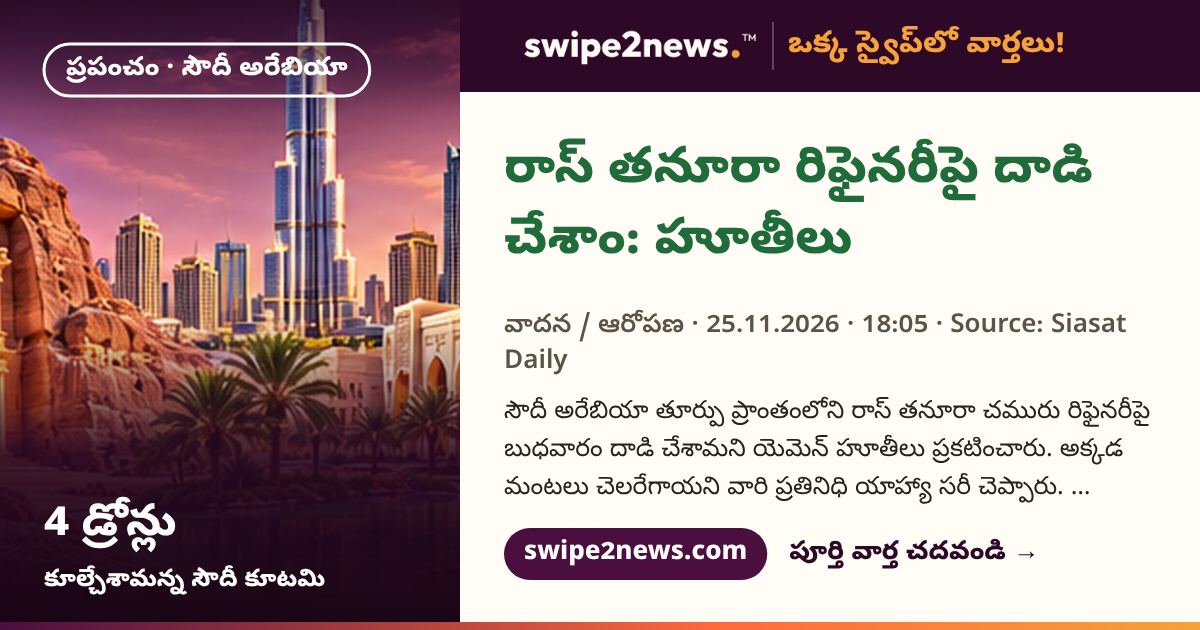 ప్రపంచం · సౌదీ అరేబియా
4 డ్రోన్లు
కూల్చేశామన్న సౌదీ కూటమి
swipe2news.™ ఒక్క స్వైప్‌లో వార్తలు!
రాస్ తనూరా రిఫైనరీపై దాడి
చేశాం: హూతీలు
వాదన / ఆరోపణ · 25.11.2026 · 18:05 · Source: Siasat
Daily
సౌదీ అరేబియా తూర్పు ప్రాంతంలోని రాస్ తనూరా చమురు రిఫైనరీపై
బుధవారం దాడి చేశామని యెమెన్ హూతీలు ప్రకటించారు. అక్కడ
మంటలు చెలరేగాయని వారి ప్రతినిధి యాహ్యా సరీ చెప్పారు. ...
swipe2news.com పూర్తి వార్త చదవండి →